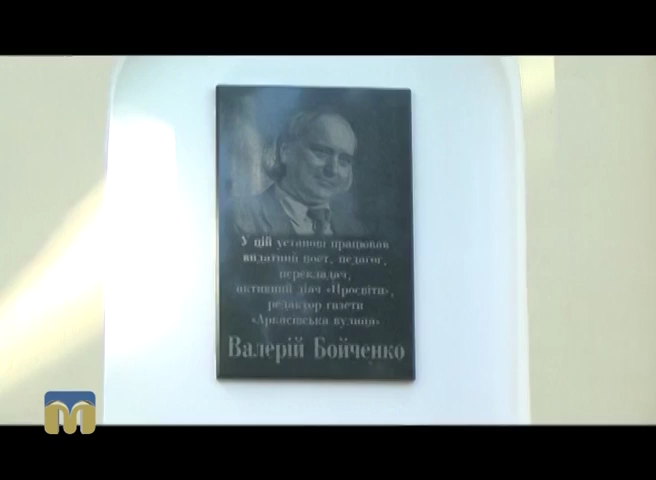 У цій установі працював
видатний поет, педагог,
перекладач,
активний діяч «Просвіти»,
редактор газети
«Аркасівська вулиця»
Валерій Бойченко